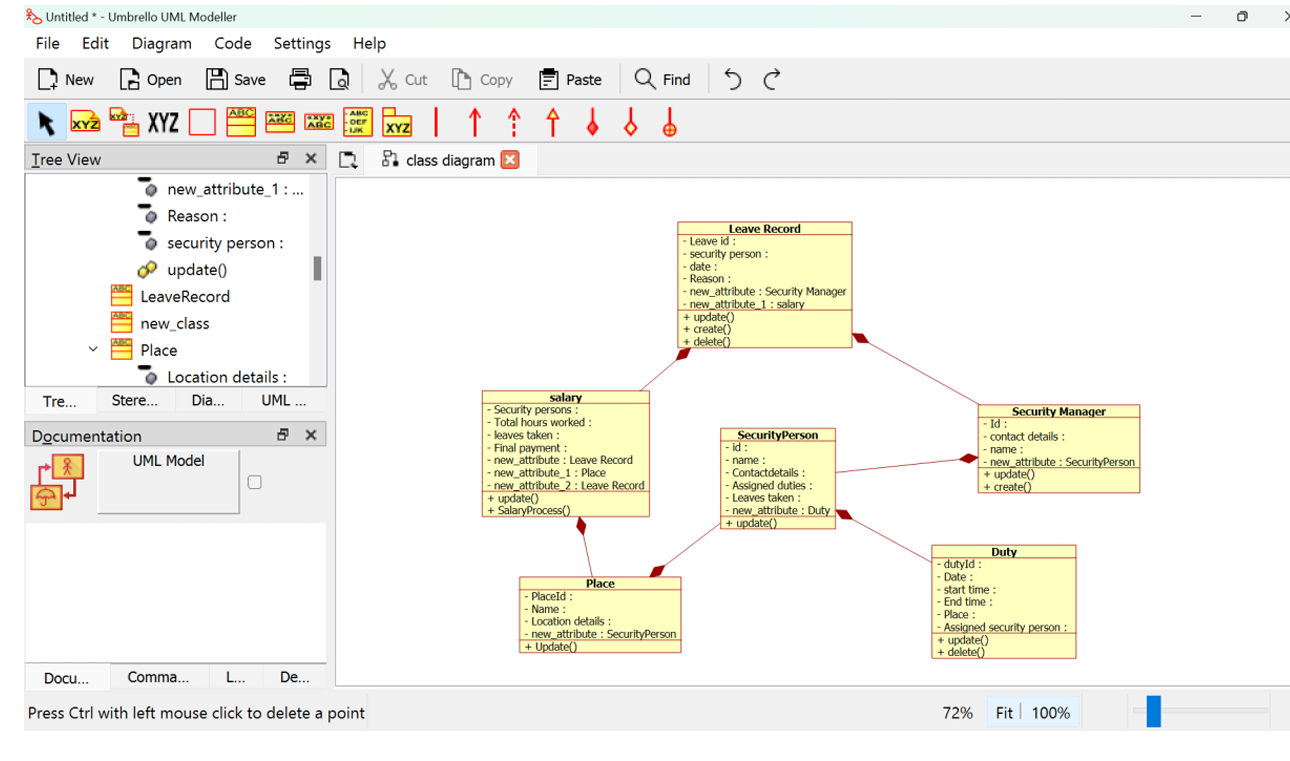 Untitled * - Umbrello UML Modeller
File Edit Diagram Code Settings Help
New Open Save Cut Copy Paste Find
XYZ XYZ XYZ ABC ABC ABC ABC DEF IJK XYZ
Tree View
class diagram
new_attribute_1 : ...
Reason :
security person :
update()
LeaveRecord
new_class
Place
Location details :
Tre... Stere... Dia... UML ...
Documentation
UML Model
Docu... Comma... L... De...
Leave Record
- Leave id :
- security person :
- date :
- Reason :
- new_attribute : Security Manager
- new_attribute_1 : salary
+ update()
+ create()
+ delete()
salary
- Security persons :
- Total hours worked :
- leaves taken :
- Final payment :
- new_attribute : Leave Record
- new_attribute_1 : Place
- new_attribute_2 : Leave Record
+ update()
+ SalaryProcess()
SecurityPerson
- id :
- name :
- Contactdetails :
- Assigned duties :
- Leaves taken :
- new_attribute : Duty
+ update()
Security Manager
- Id :
- contact details :
- name :
- new_attribute : SecurityPerson
+ update()
+ create()
Place
- PlaceId :
- Name :
- Location details :
- new_attribute : SecurityPerson
+ Update()
Duty
- dutyId :
- Date :
- start time :
- End time :
- Place :
- Assigned security person :
+ update()
+ delete()
Press Ctrl with left mouse click to delete a point
72% Fit 100%